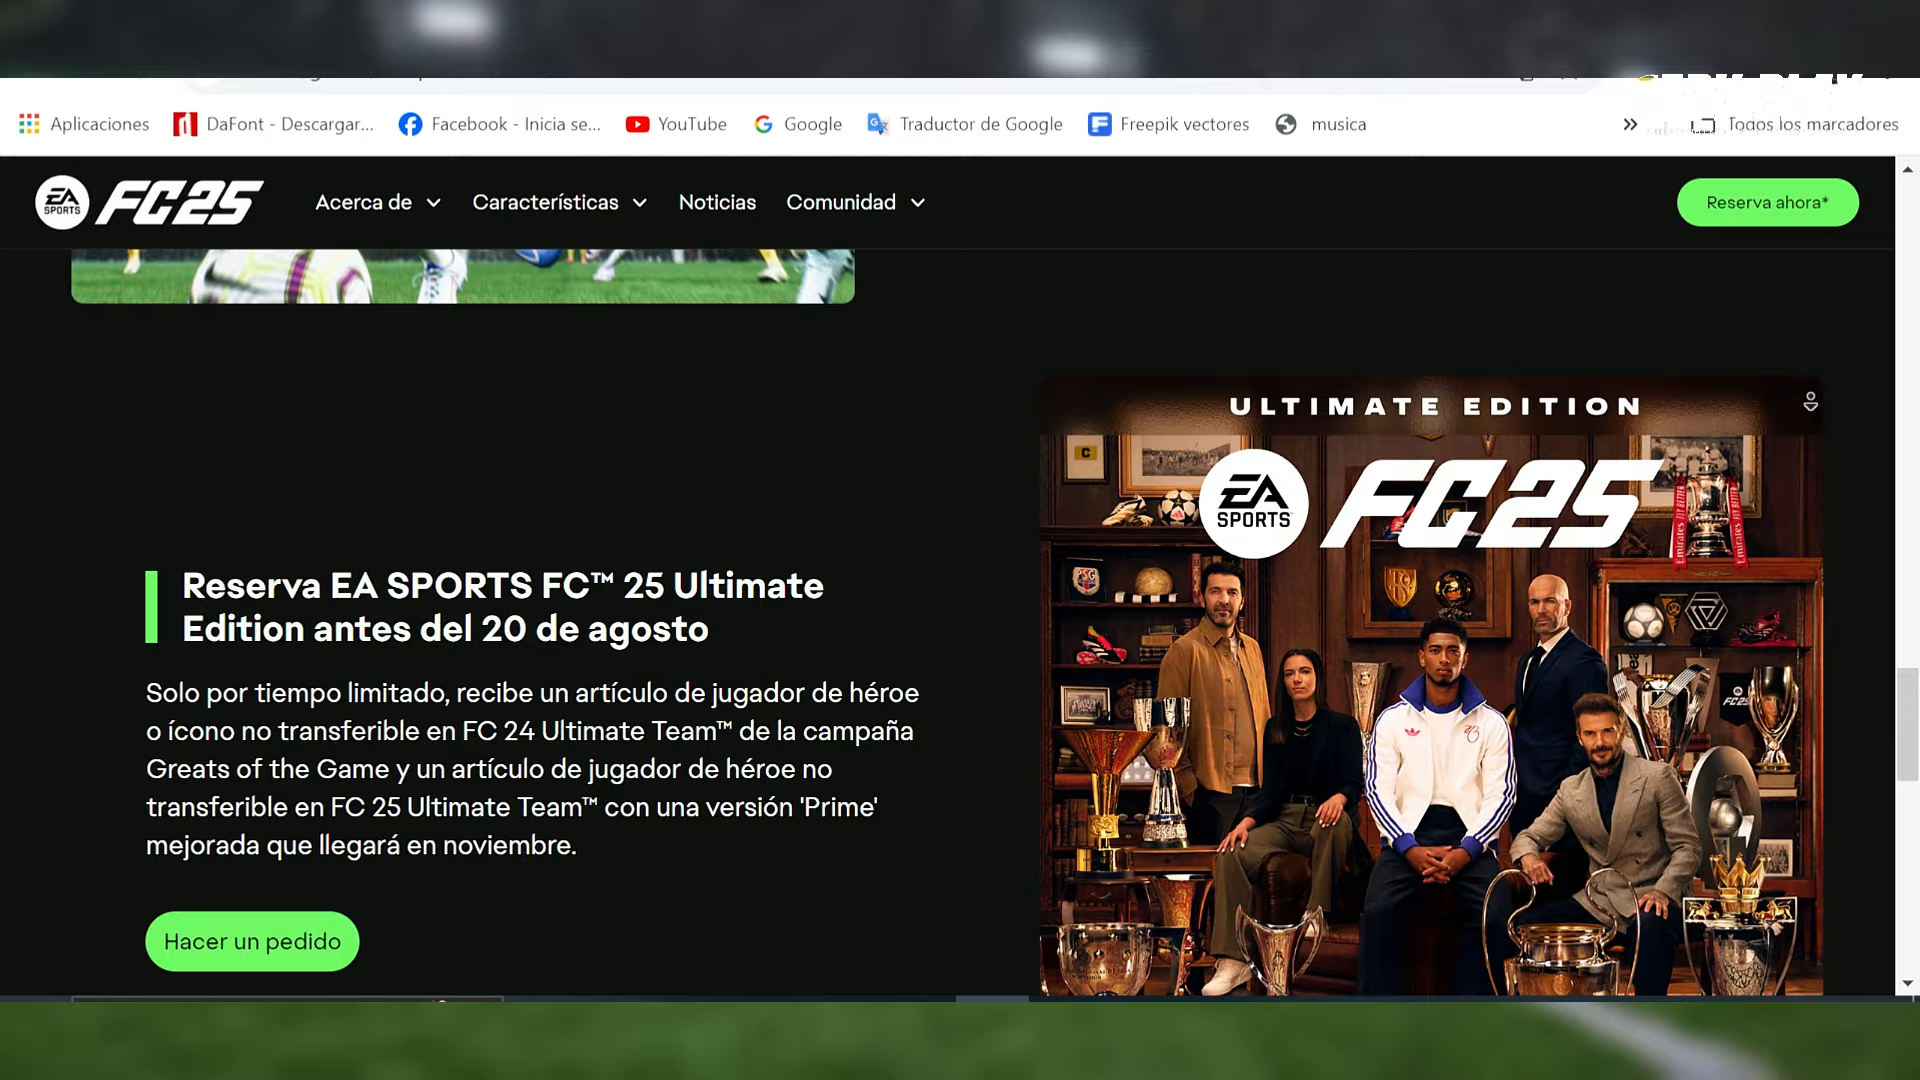 Aplicaciones
DaFont - Descargar...
Facebook - Inicia se...
YouTube
Google
Traductor de Google
Freepik vectores
musica
Todos los marcadores
EA SPORTS FC25
Acerca de
Características
Noticias
Comunidad
Reserva ahora*
ULTIMATE EDITION
EA SPORTS FC25
Reserva EA SPORTS FC™ 25 Ultimate
Edition antes del 20 de agosto
Solo por tiempo limitado, recibe un artículo de jugador de héroe
o ícono no transferible en FC 24 Ultimate Team™ de la campaña
Greats of the Game y un artículo de jugador de héroe no
transferible en FC 25 Ultimate Team™ con una versión 'Prime'
mejorada que llegará en noviembre.
Hacer un pedido